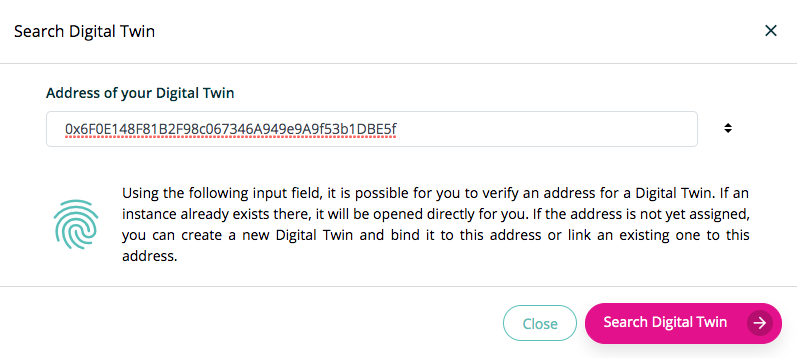 Search Digital Twin
Address of your Digital Twin
0x6F0E148F81B2F98c067346A949e9A9f53b1DBE5f
Using the following input field, it is possible for you to verify an address for a Digital Twin. If an
instance already exists there, it will be opened directly for you. If the address is not yet assigned,
you can create a new Digital Twin and bind it to this address or link an existing one to this
address.
Close
Search Digital Twin